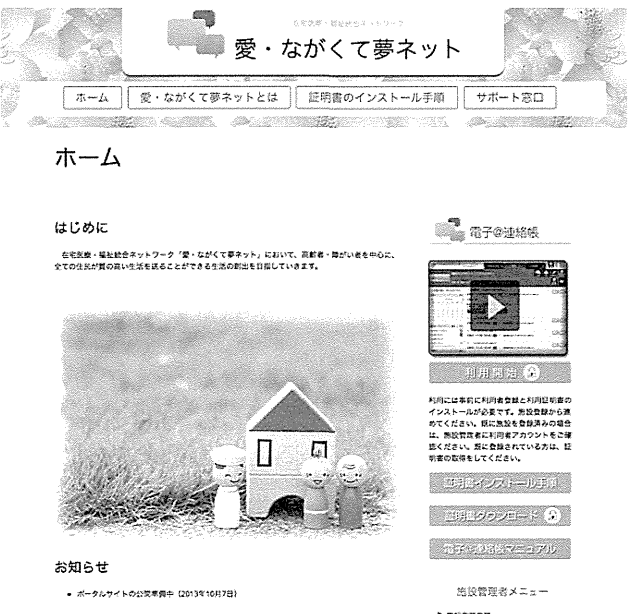 在宅医療・福祉統合ネットワーク
愛・ながくて夢ネット
ホーム
愛・ながくて夢ネットとは
証明書のインストール手順
サポート窓口
ホーム
はじめに
在宅医療・福祉統合ネットワーク「愛・ながくて夢ネット」において、高齢者・障がい者を中心に、
全ての住民が質の高い生活を送ることができる生活の創出を目指していきます。
お知らせ
ポータルサイトの公開準備中（2013年10月7日）
電子@連絡帳
利用開始
利用には事前に利用者登録と利用証明書の
インストールが必要です。施設登録から進
めてください。既に施設を登録済みの場合
は、施設管理者に利用者アカウントをご確
認ください。既に登録されている方は、証
明書の取得をしてください。
証明書インストール手順
証明書ダウンロード
電子@連絡帳マニュアル
施設管理者メニュー